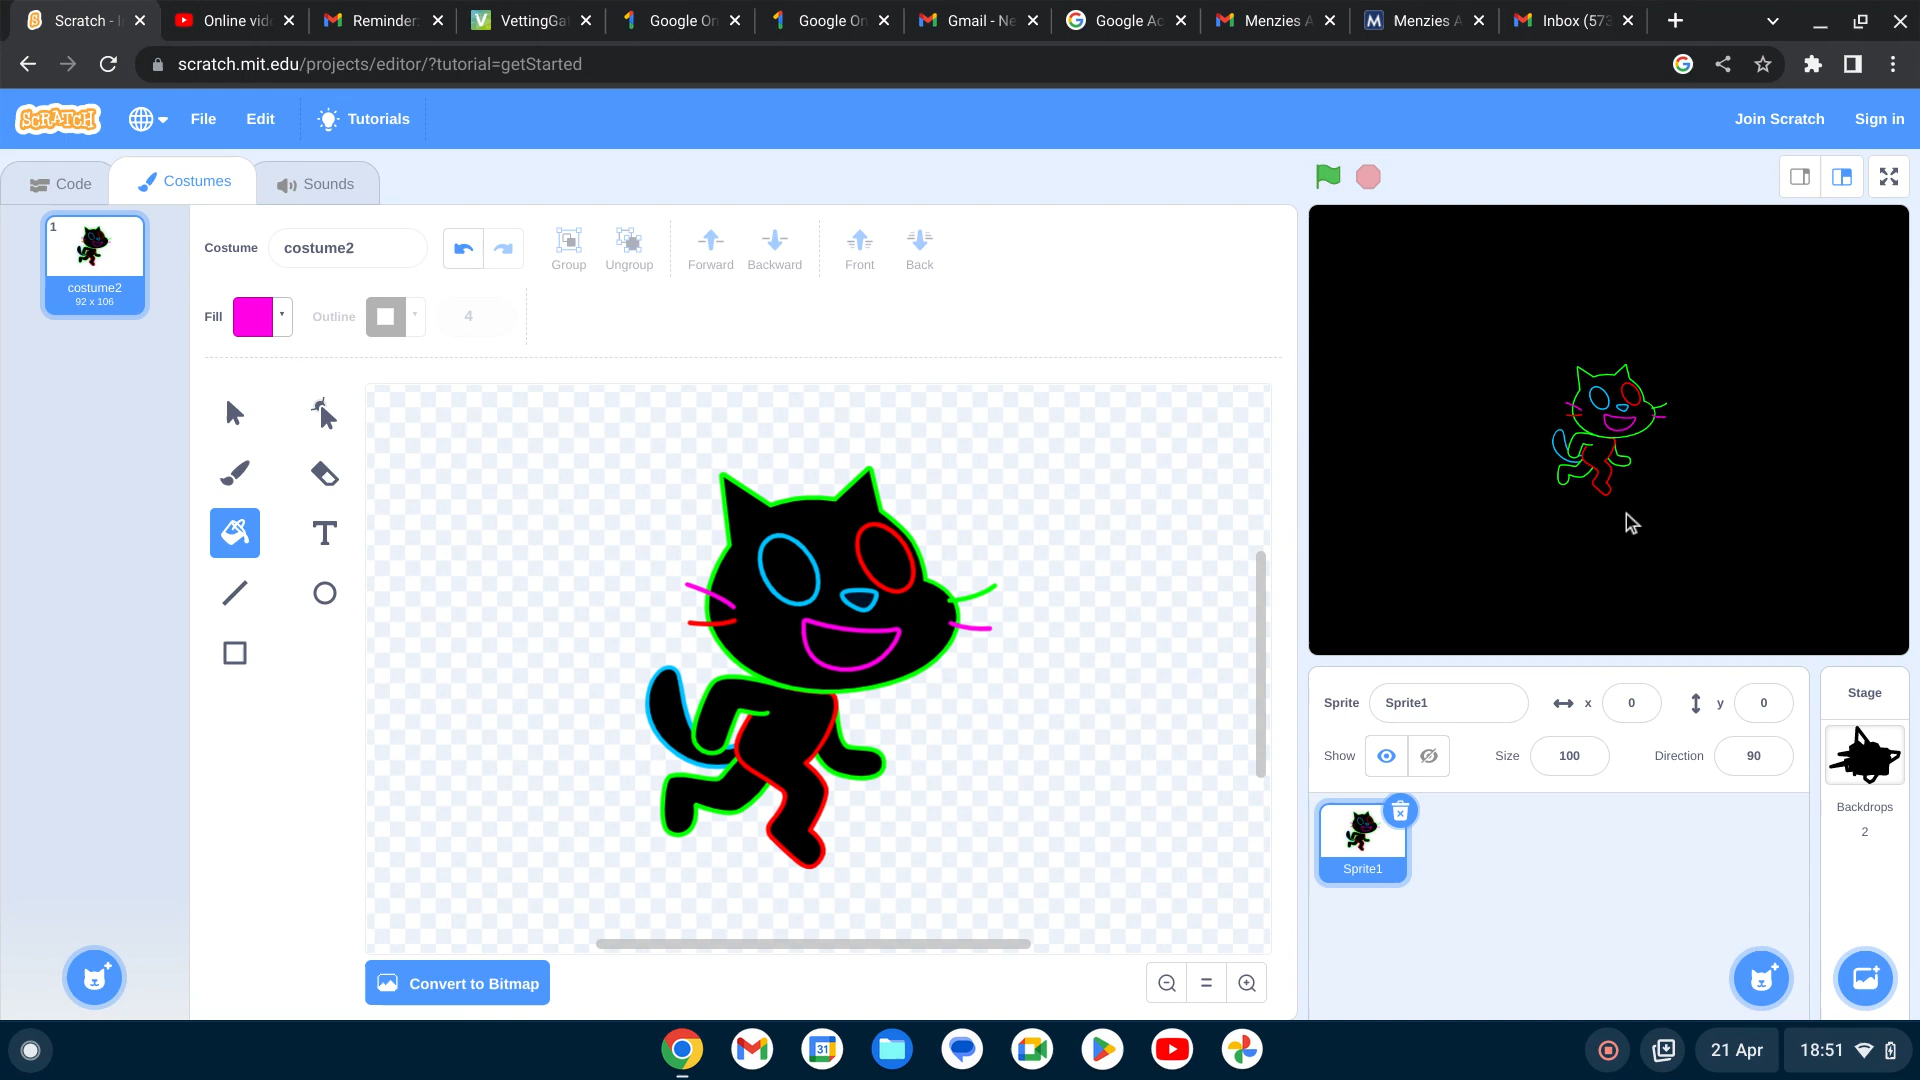 Scratch - I
Online vid
Reminder:
VettingGa
Google On
Google On
Gmail - Ne
Google Ac
Menzies A
Menzies A
Inbox (573
scratch.mit.edu/projects/editor/?tutorial=getStarted
SCRATCH
File
Edit
Tutorials
Join Scratch
Sign in
Code
Costumes
Sounds
1
costume2
92 x 106
Costume
costume2
Group
Ungroup
Forward
Backward
Front
Back
Fill
Outline
4
Convert to Bitmap
Sprite
Sprite1
x
0
y
0
Show
Size
100
Direction
90
Sprite1
Stage
Backdrops
2
31
21 Apr
18:51